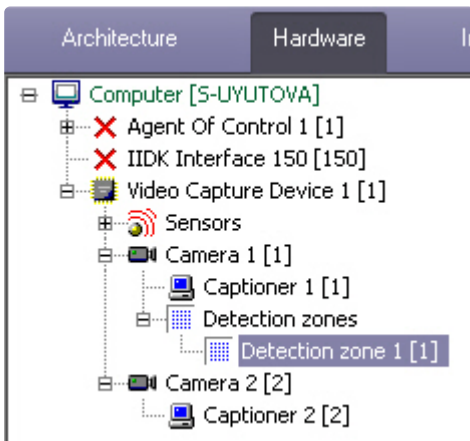 Architecture Hardware
Computer [S-UYUTOVA]
Agent Of Control 1 [1]
IIDK Interface 150 [150]
Video Capture Device 1 [1]
Sensors
Camera 1 [1]
Captioner 1 [1]
Detection zones
Detection zone 1 [1]
Camera 2 [2]
Captioner 2 [2]